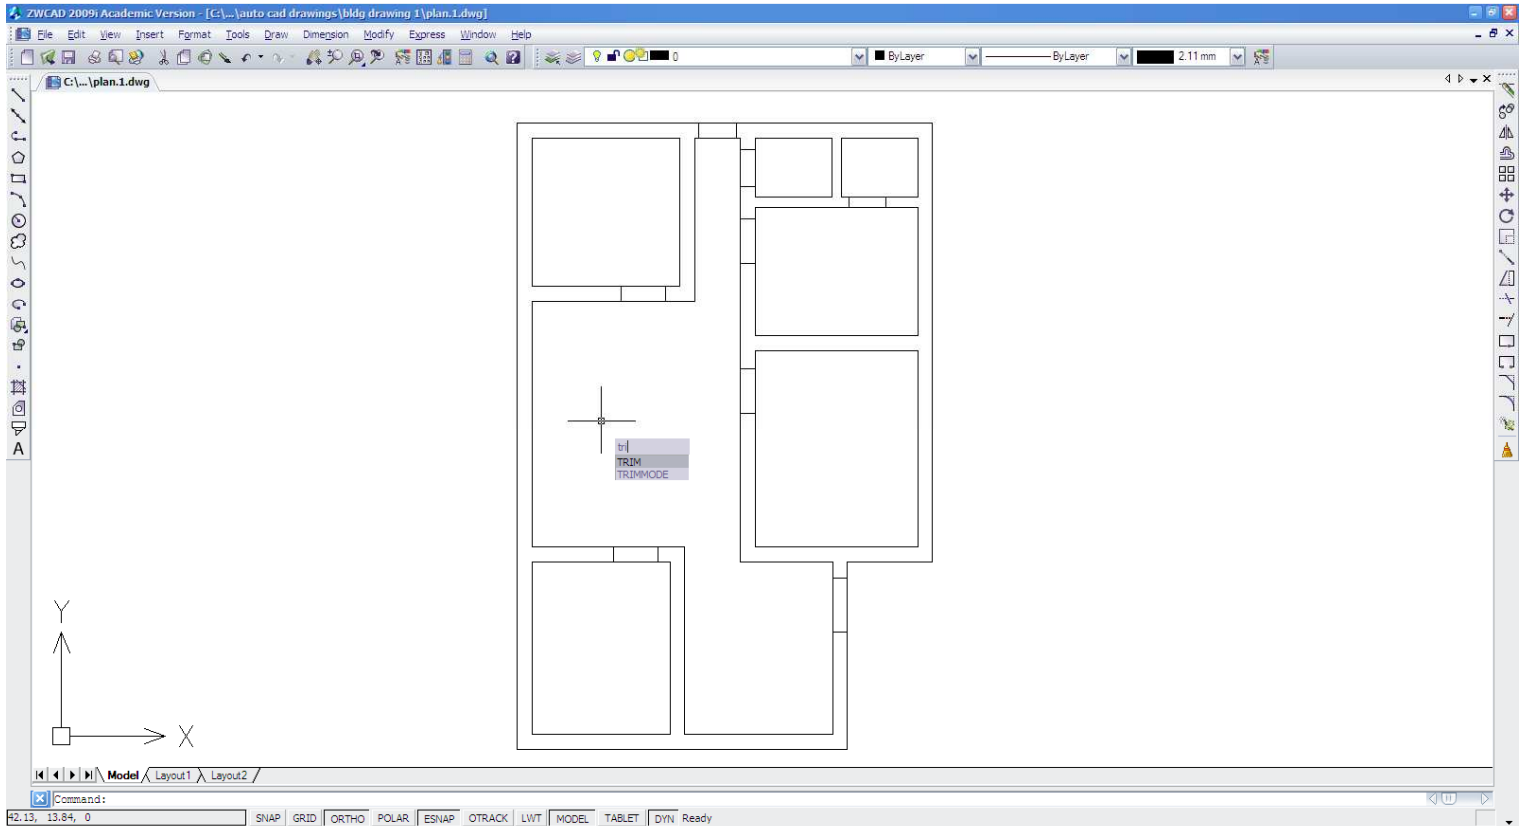 ZWCAD 2009i Academic Version - [C:\...\auto cad drawings\bldg drawing 1\plan.1.dwg]
File Edit View Insert Format Tools Draw Dimension Modify Express Window Help
0 ByLayer ByLayer 2.11 mm
C:\...\plan.1.dwg
A
tri
TRIM
TRIMMODE
Y
X
Model Layout1 Layout2
Command:
42.13, 13.84, 0 SNAP GRID ORTHO POLAR ESNAP OTRACK LWT MODEL TABLET DYN Ready